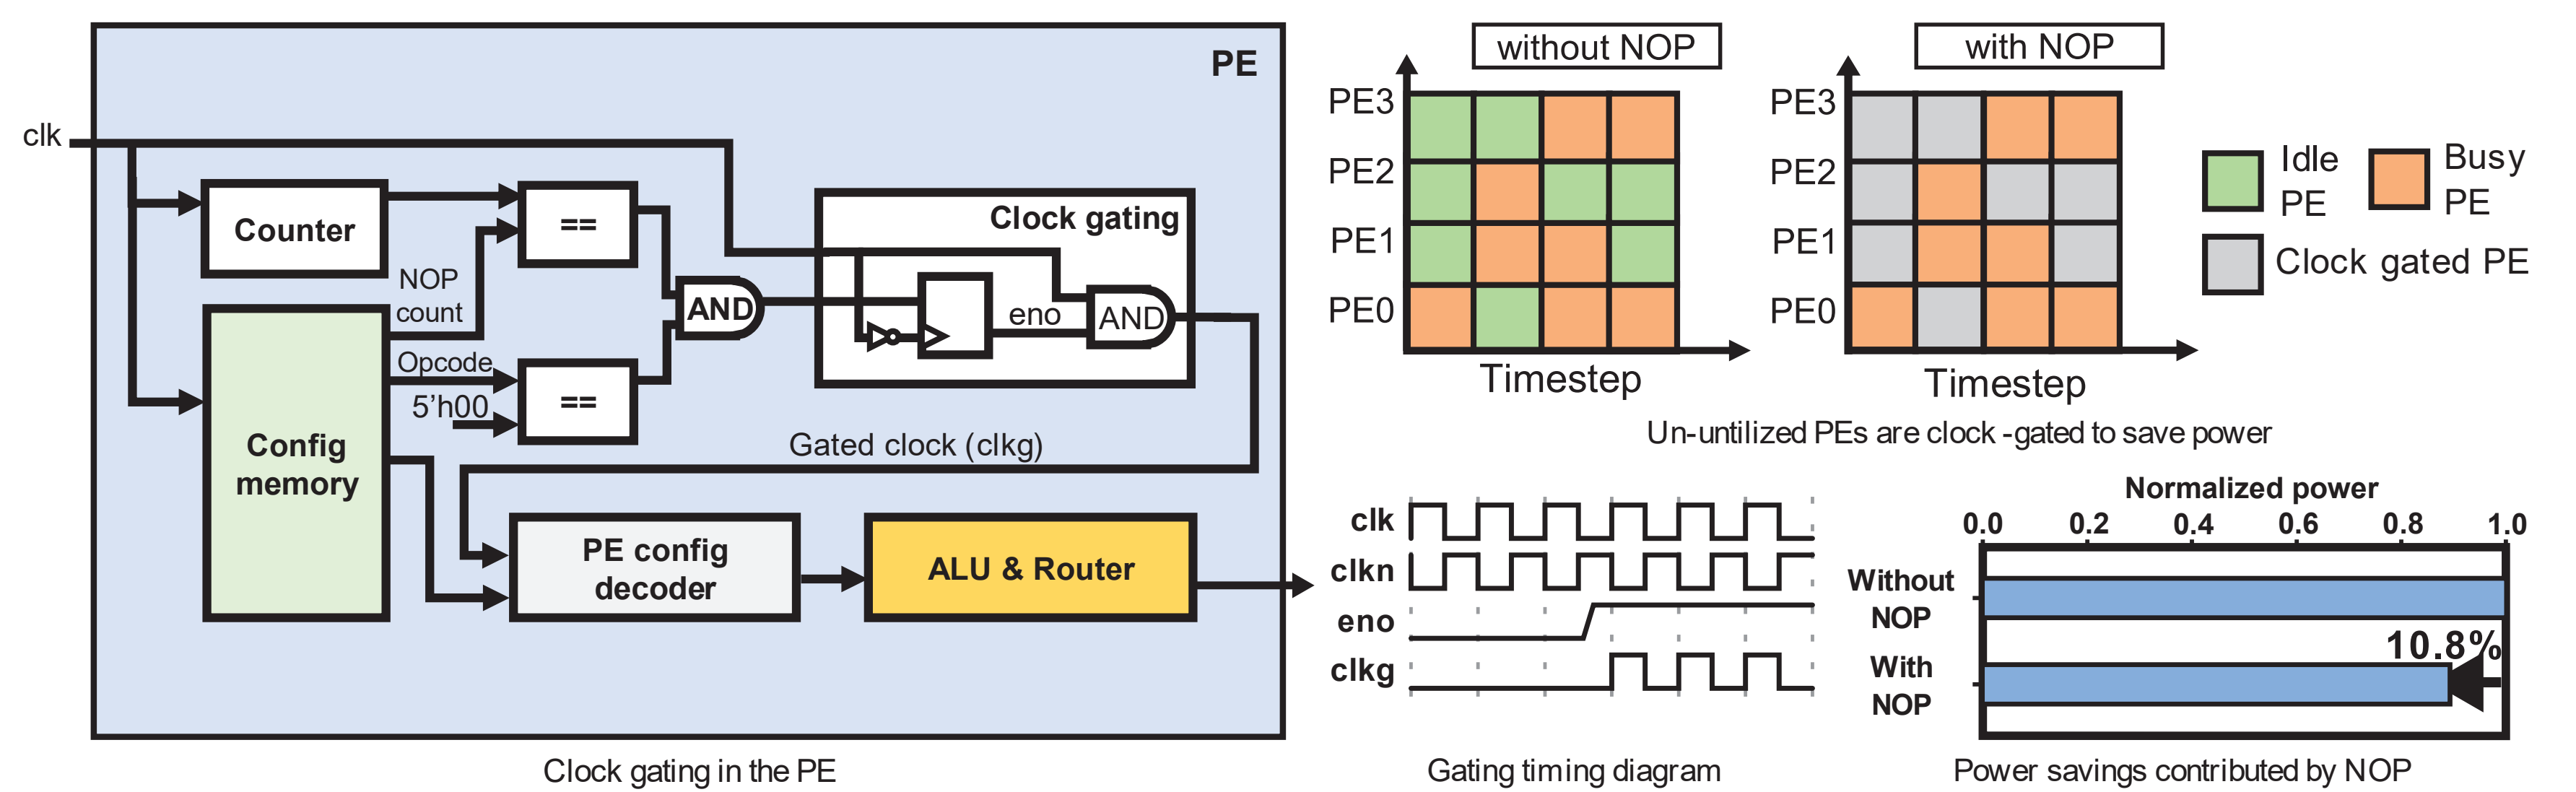 PE
clk
Counter
==
NOP
count
Opcode
5'h00
==
AND
Clock gating
eno
AND
Config
memory
Gated clock (clkg)
PE config
decoder
ALU & Router
Clock gating in the PE
without NOP
PE3
PE2
PE1
PE0
Timestep
with NOP
PE3
PE2
PE1
PE0
Timestep
Idle
PE
Busy
PE
Clock gated PE
Un-untilized PEs are clock -gated to save power
clk
clkn
eno
clkg
Gating timing diagram
Normalized power
0.0 0.2 0.4 0.6 0.8 1.0
Without
NOP
10.8%
With
NOP
Power savings contributed by NOP